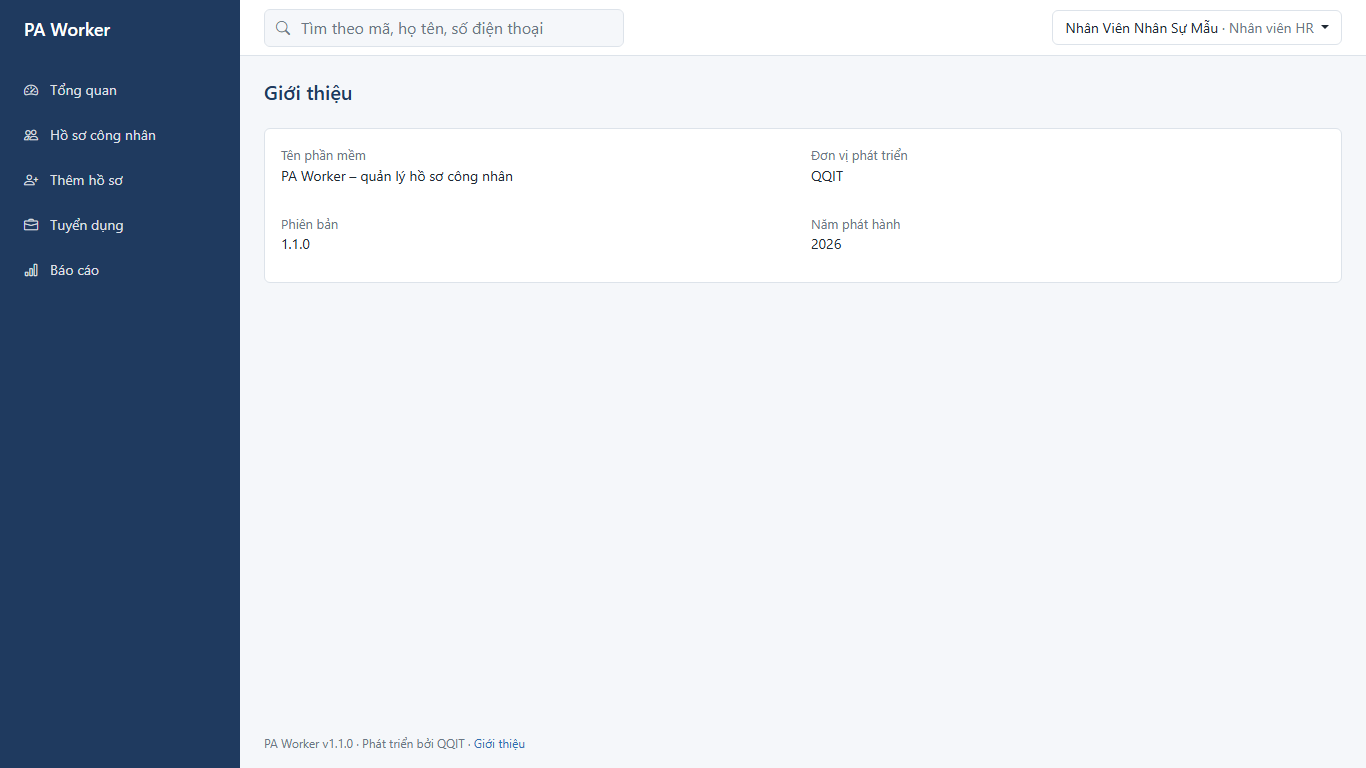 PA Worker
Tìm theo mã, họ tên, số điện thoại
Nhân Viên Nhân Sự Mẫu · Nhân viên HR
Tổng quan
Hồ sơ công nhân
Thêm hồ sơ
Tuyển dụng
Báo cáo
Giới thiệu
Tên phần mềm
PA Worker – quản lý hồ sơ công nhân
Đơn vị phát triển
QQIT
Phiên bản
1.1.0
Năm phát hành
2026
PA Worker v1.1.0 · Phát triển bởi QQIT · Giới thiệu